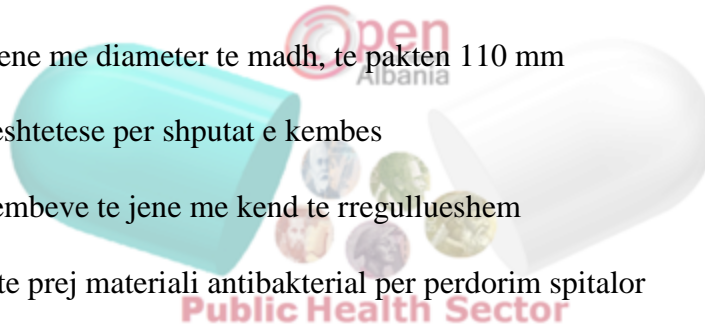 Open
Albania
ene me diameter te madh, te pakten 110 mm
eshtetese per shputat e kembes
embeve te jene me kend te rregullueshem
te prej materiali antibakterial per perdorim spitalor
Public Health Sector